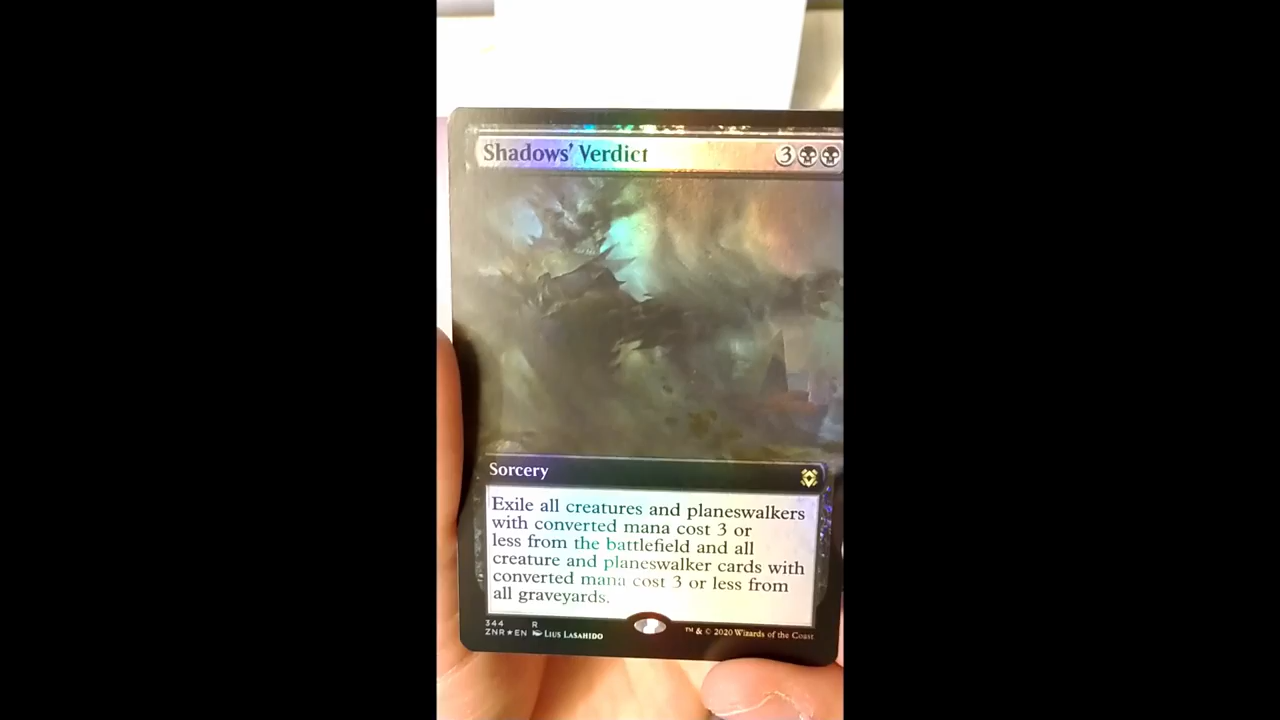 Shadows' Verdict 3
Sorcery
Exile all creatures and planeswalkers
with converted mana cost 3 or
less from the battlefield and all
creature and planeswalker cards with
converted mana cost 3 or less from
all graveyards.
344 R
ZNR★EN Lius Lasahido ™ & © 2020 Wizards of the Coast